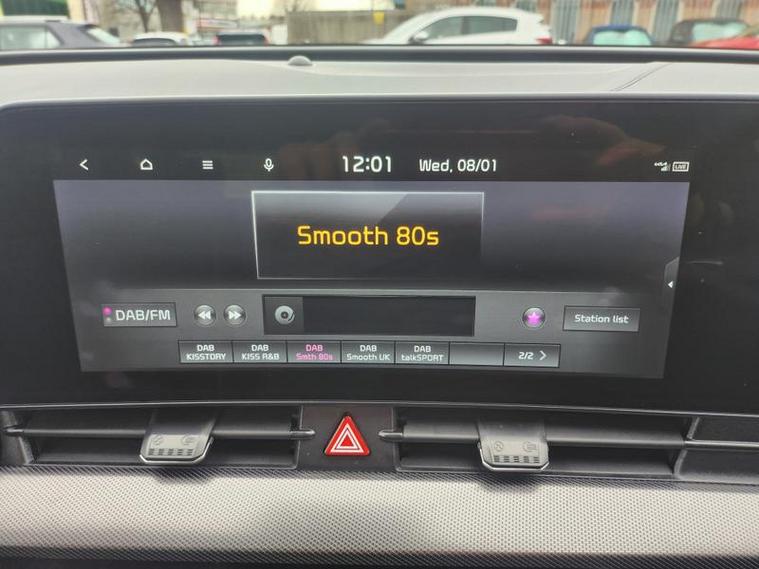 12:01 Wed, 08/01 LIVE
Smooth 80s
DAB/FM Station list
DAB KISSTORY
DAB KISS R&B
DAB Smth 80s
DAB Smooth UK
DAB talkSPORT
2/2